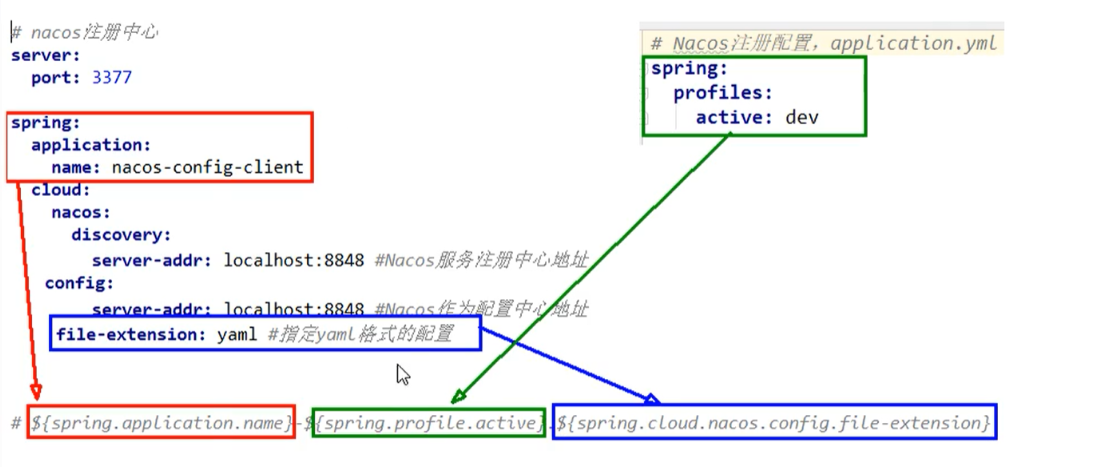 # nacos注册中心
server:
port: 3377
spring:
application:
name: nacos-config-client
cloud:
nacos:
discovery:
server-addr: localhost:8848 #Nacos服务注册中心地址
config:
server-addr: localhost:8848 #Nacos作为配置中心地址
file-extension: yaml #指定yaml格式的配置
# Nacos注册配置，application.yml
spring:
profiles:
active: dev
# ${spring.application.name}-${spring.profile.active}.${spring.cloud.nacos.config.file-extension}